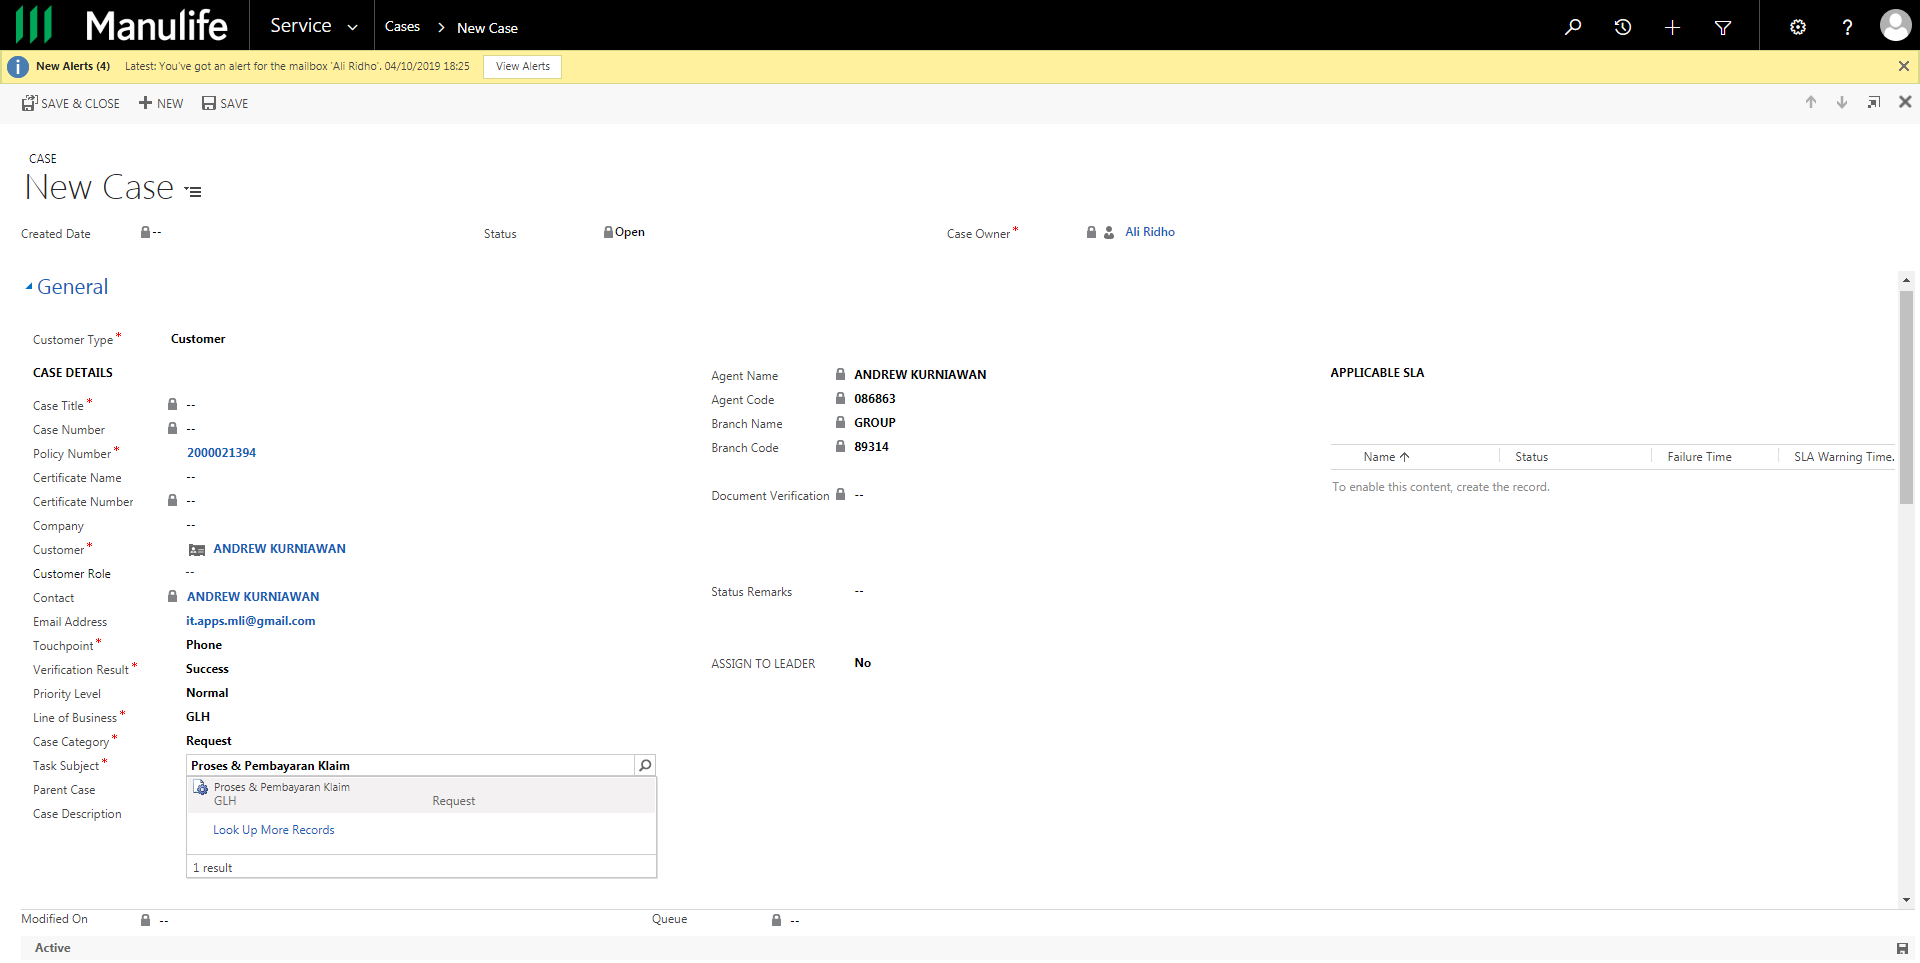 Manulife
Service
Cases > New Case
New Alerts (4) Latest: You've got an alert for the mailbox 'Ali Ridho'. 04/10/2019 18:25 View Alerts
SAVE & CLOSE NEW SAVE
CASE
New Case
Created Date -- Status Open Case Owner* Ali Ridho
General
Customer Type* Customer
CASE DETAILS
Case Title* --
Case Number --
Policy Number* 2000021394
Certificate Name --
Certificate Number --
Company --
Customer* ANDREW KURNIAWAN
Customer Role --
Contact ANDREW KURNIAWAN
Email Address it.apps.mli@gmail.com
Touchpoint* Phone
Verification Result* Success
Priority Level Normal
Line of Business* GLH
Case Category* Request
Task Subject* Proses & Pembayaran Klaim
Parent Case
Case Description
Proses & Pembayaran Klaim
GLH Request
Look Up More Records
1 result
Agent Name ANDREW KURNIAWAN
Agent Code 086863
Branch Name GROUP
Branch Code 89314
Document Verification --
Status Remarks --
ASSIGN TO LEADER No
APPLICABLE SLA
Name Status Failure Time SLA Warning Time.
To enable this content, create the record.
Modified On -- Queue --
Active